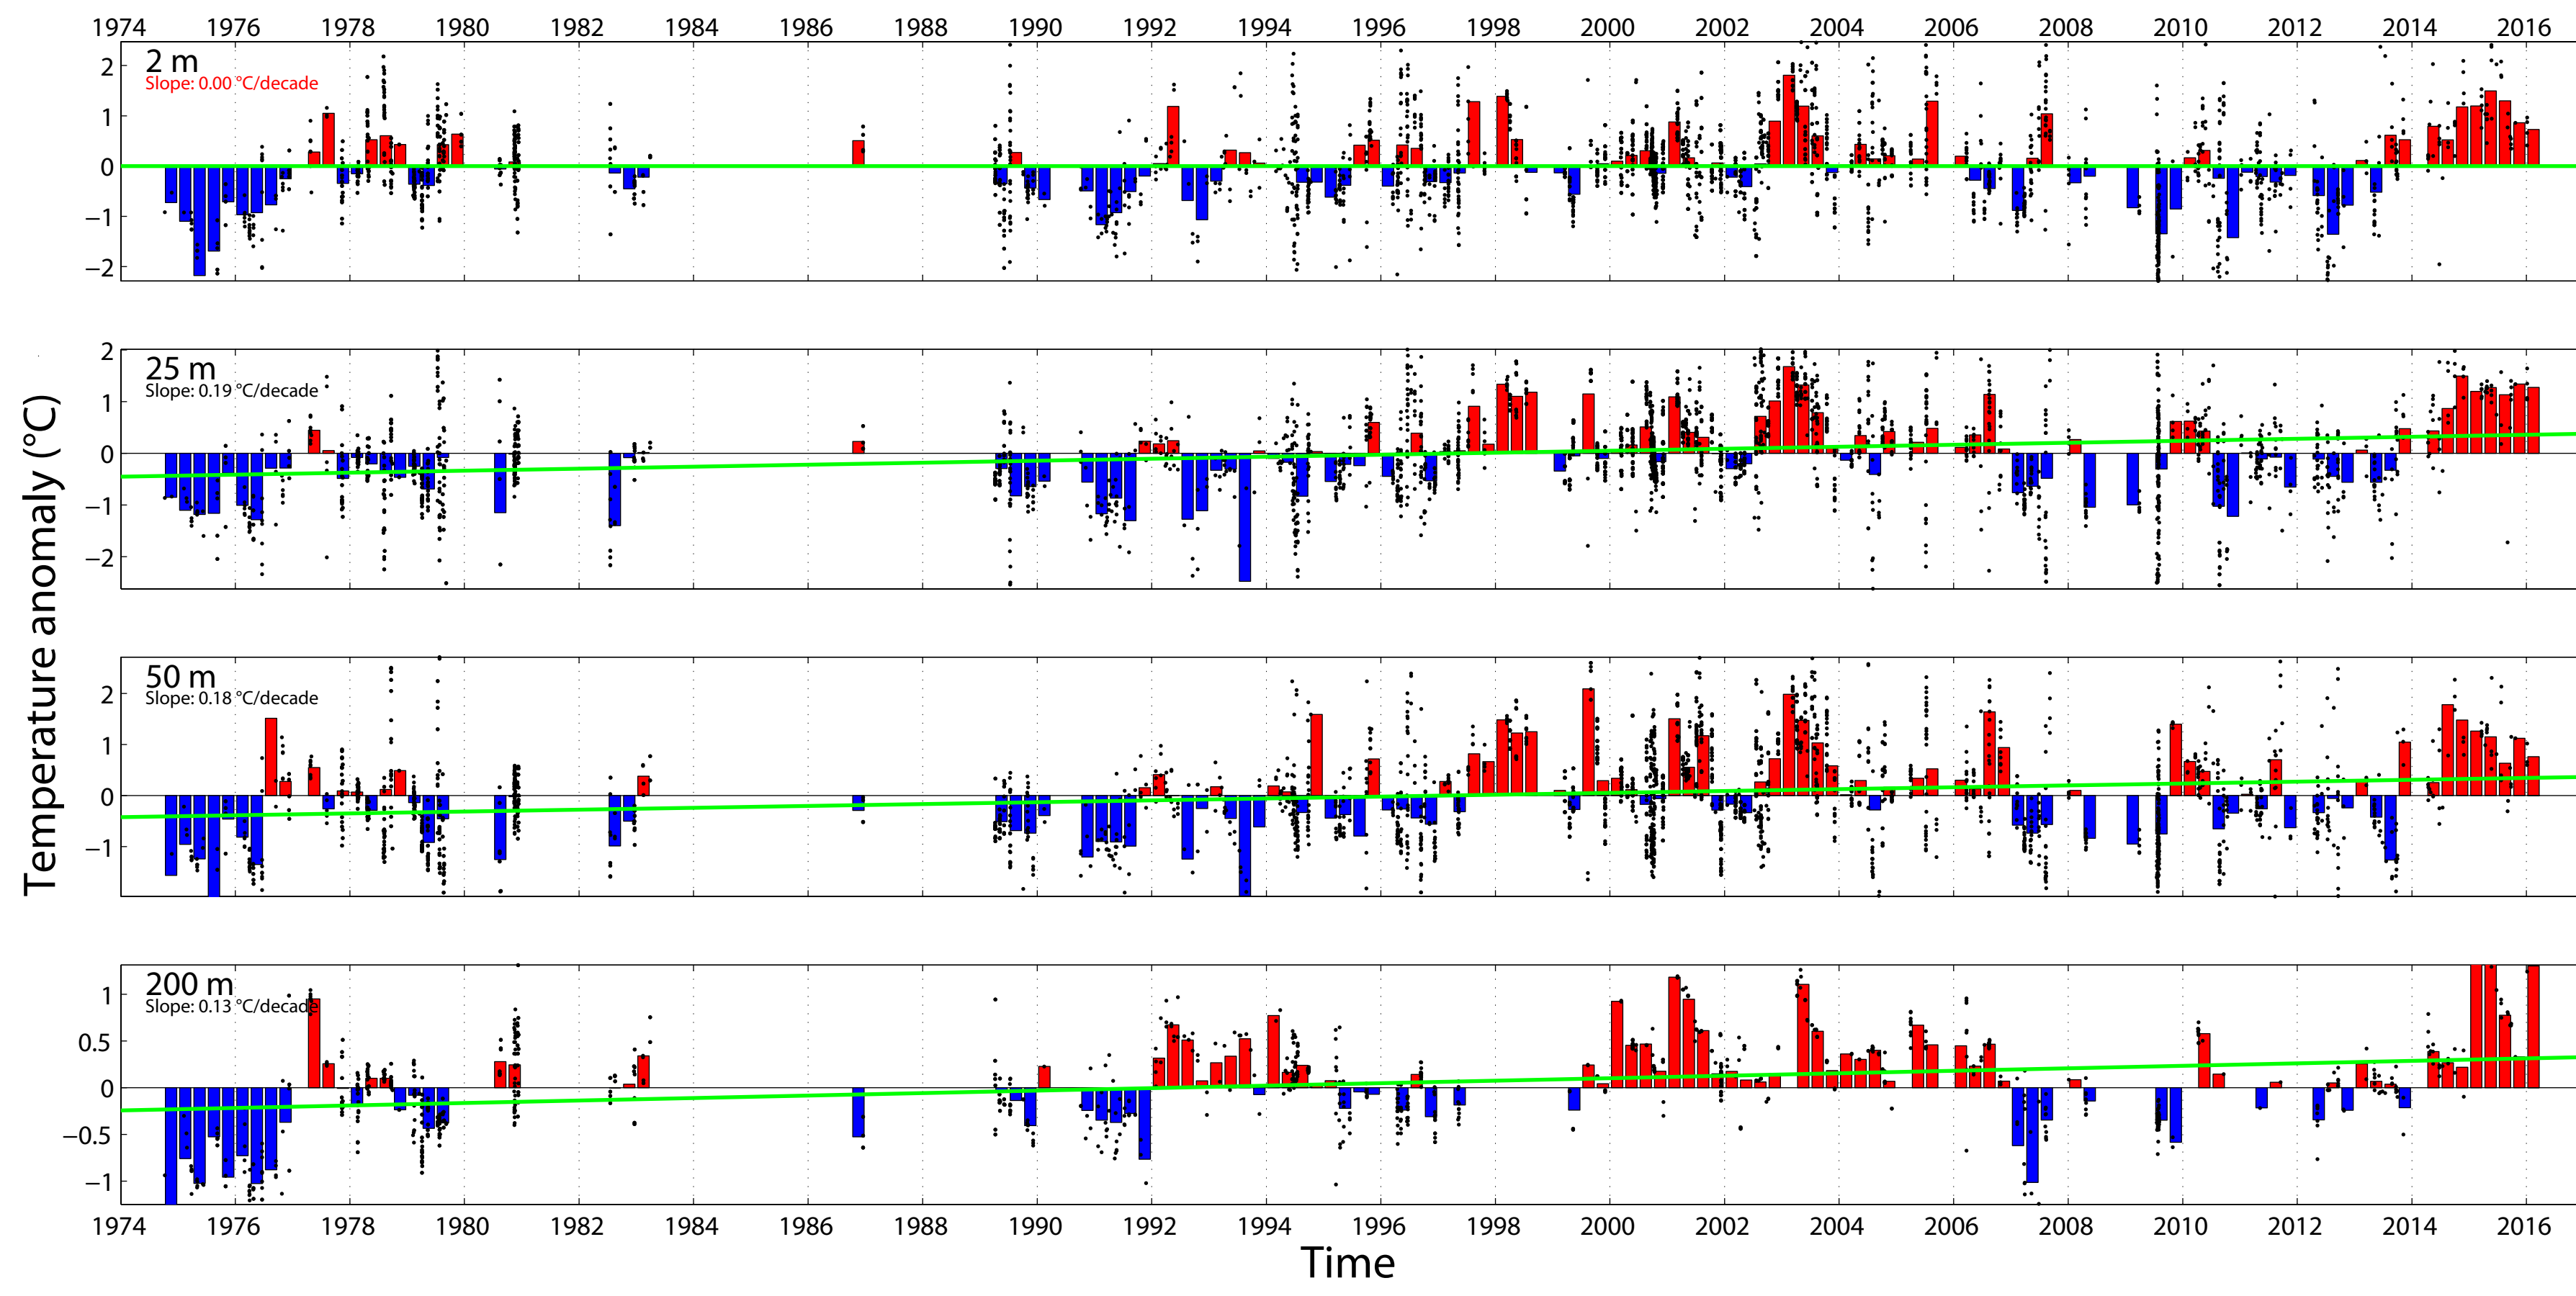 1974 1976 1978 1980 1982 1984 1986 1988 1990 1992 1994 1996 1998 2000 2002 2004 2006 2008 2010 2012 2014 2016
2 m
Slope: 0.00 °C/decade
2
1
0
−1
−2
25 m
Slope: 0.19 °C/decade
2
1
0
−1
−2
Temperature anomaly (°C)
50 m
Slope: 0.18 °C/decade
2
1
0
−1
200 m
Slope: 0.13 °C/decade
1
0.5
0
−0.5
−1
1974 1976 1978 1980 1982 1984 1986 1988 1990 1992 1994 1996 1998 2000 2002 2004 2006 2008 2010 2012 2014 2016
Time